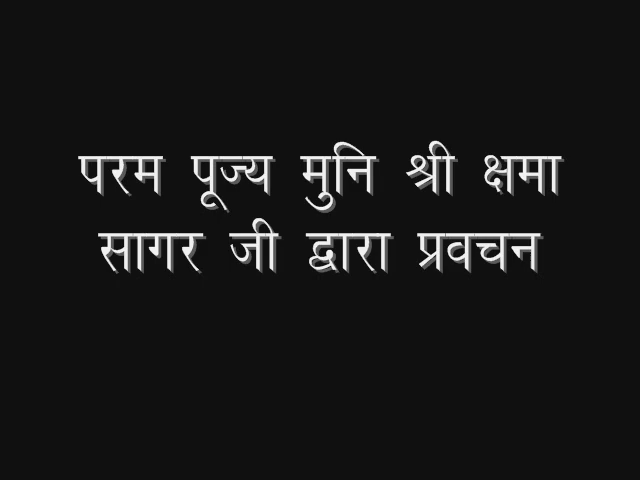 परम पूज्य मुनि श्री क्षमा
सागर जी द्वारा प्रवचन